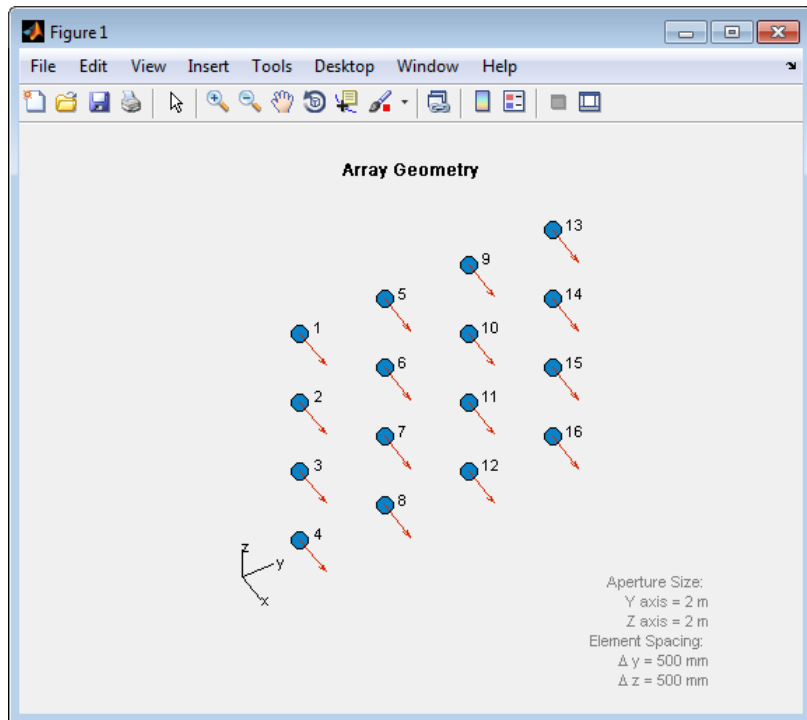 Figure 1
File Edit View Insert Tools Desktop Window Help
Array Geometry
13
9
5
14
1
10
6
15
2
11
7
16
3
12
8
4
z
y
x
Aperture Size:
Y axis = 2 m
Z axis = 2 m
Element Spacing:
Δ y = 500 mm
Δ z = 500 mm